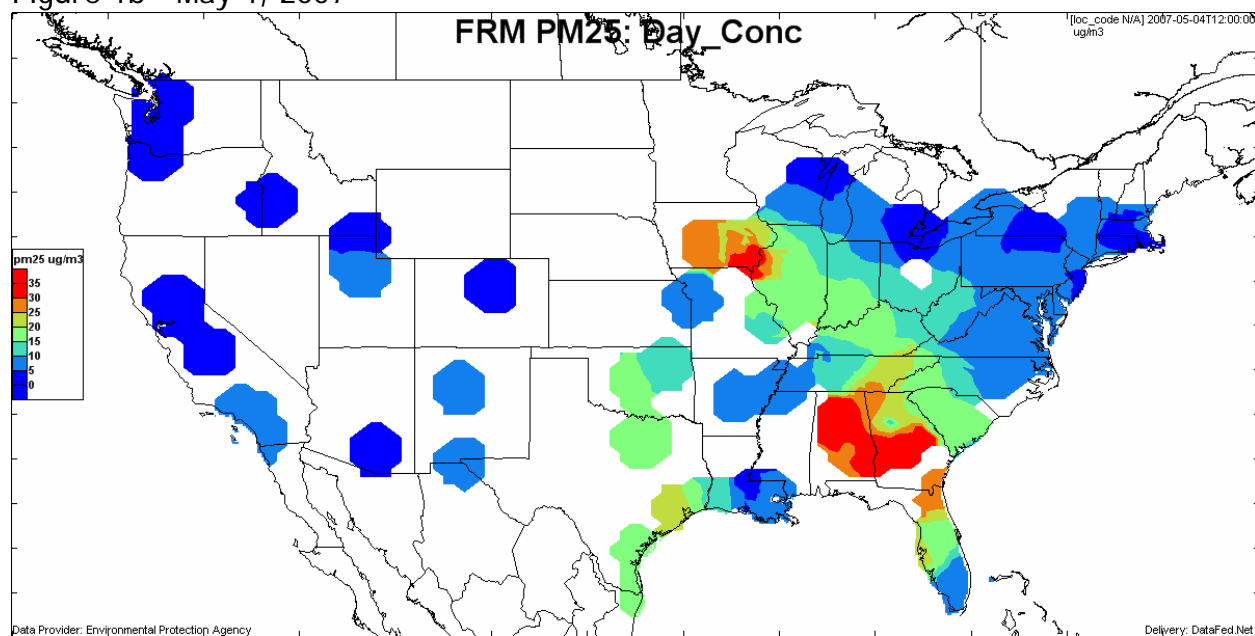 FRM PM25: Day_Conc
[loc_code N/A] 2007-05-04T12:00:00
ug/m3
pm25 ug/m3
35
30
25
20
15
10
5
0
Data Provider: Environmental Protection Agency
Delivery: DataFed.Net